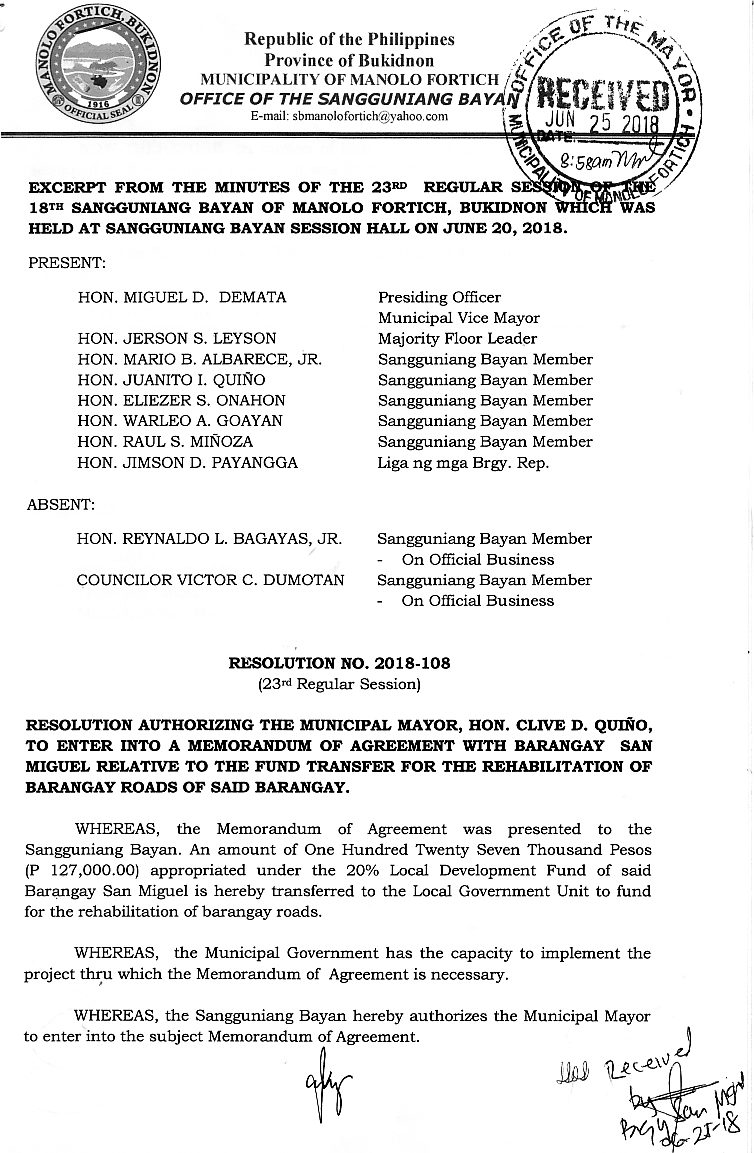 MANOLO FORTICH, BUKIDNON
1916
OFFICIAL SEAL
Republic of the Philippines
Province of Bukidnon
MUNICIPALITY OF MANOLO FORTICH
OFFICE OF THE SANGGUNIANG BAYAN
E-mail: sbmanolofortich@yahoo.com
OFFICE OF THE MAYOR
RECEIVED
JUN 25 2018
DATE:
8:58am
MUNICIPALITY OF MANOLO FORTICH
EXCERPT FROM THE MINUTES OF THE 23RD REGULAR SESSION OF THE
18TH SANGGUNIANG BAYAN OF MANOLO FORTICH, BUKIDNON WHICH WAS
HELD AT SANGGUNIANG BAYAN SESSION HALL ON JUNE 20, 2018.
PRESENT:
HON. MIGUEL D. DEMATA Presiding Officer
Municipal Vice Mayor
HON. JERSON S. LEYSON Majority Floor Leader
HON. MARIO B. ALBARECE, JR. Sangguniang Bayan Member
HON. JUANITO I. QUIÑO Sangguniang Bayan Member
HON. ELIEZER S. ONAHON Sangguniang Bayan Member
HON. WARLEO A. GOAYAN Sangguniang Bayan Member
HON. RAUL S. MIÑOZA Sangguniang Bayan Member
HON. JIMSON D. PAYANGGA Liga ng mga Brgy. Rep.
ABSENT:
HON. REYNALDO L. BAGAYAS, JR. Sangguniang Bayan Member
- On Official Business
COUNCILOR VICTOR C. DUMOTAN Sangguniang Bayan Member
- On Official Business
RESOLUTION NO. 2018-108
(23rd Regular Session)
RESOLUTION AUTHORIZING THE MUNICIPAL MAYOR, HON. CLIVE D. QUIÑO,
TO ENTER INTO A MEMORANDUM OF AGREEMENT WITH BARANGAY SAN
MIGUEL RELATIVE TO THE FUND TRANSFER FOR THE REHABILITATION OF
BARANGAY ROADS OF SAID BARANGAY.
WHEREAS, the Memorandum of Agreement was presented to the
Sangguniang Bayan. An amount of One Hundred Twenty Seven Thousand Pesos
(P 127,000.00) appropriated under the 20% Local Development Fund of said
Barangay San Miguel is hereby transferred to the Local Government Unit to fund
for the rehabilitation of barangay roads.
WHEREAS, the Municipal Government has the capacity to implement the
project thru which the Memorandum of Agreement is necessary.
WHEREAS, the Sangguniang Bayan hereby authorizes the Municipal Mayor
to enter into the subject Memorandum of Agreement.
Received
by
San